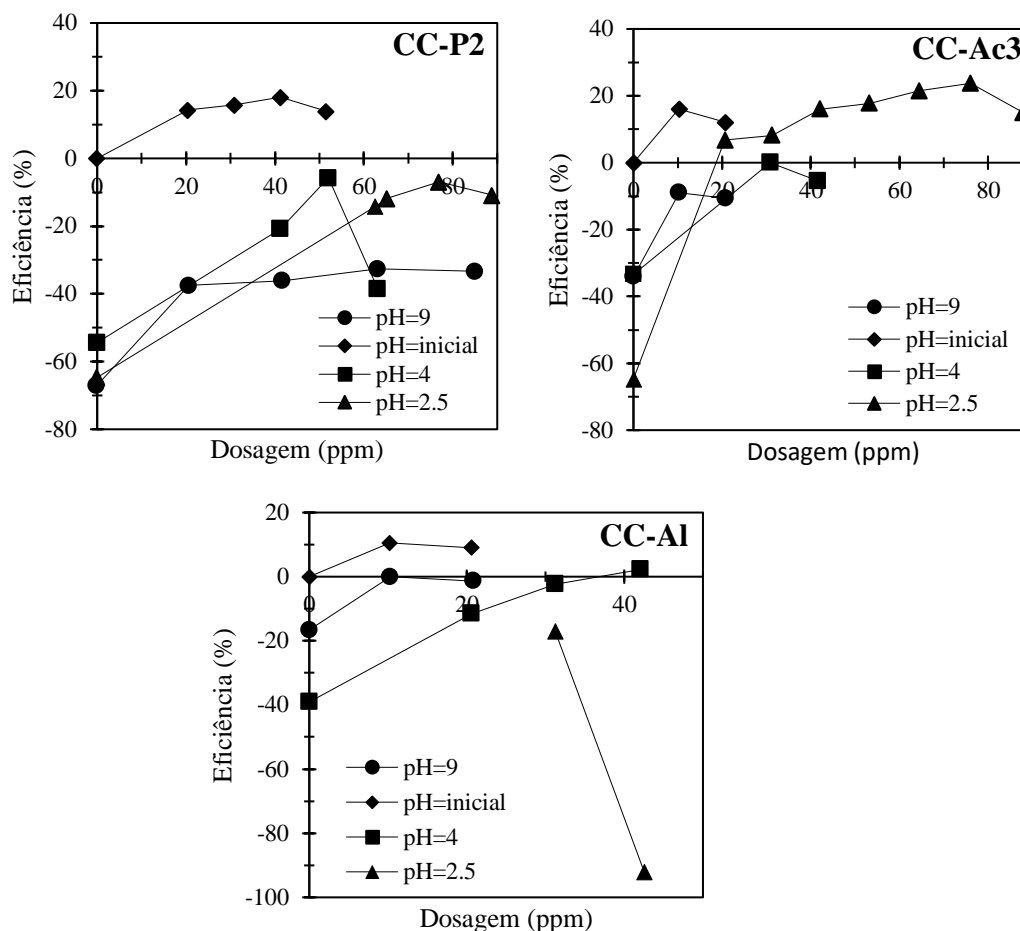 CC-P2
40
20
0
-20
-40
-60
-80
0 20 40 60 80
Eficiência (%)
Dosagem (ppm)
pH=9
pH=inicial
pH=4
pH=2.5
CC-Ac3
40
20
0
-20
-40
-60
-80
0 20 40 60 80
Eficiência (%)
Dosagem (ppm)
pH=9
pH=inicial
pH=4
pH=2.5
CC-Al
20
0
-20
-40
-60
-80
-100
0 20 40
Eficiência (%)
Dosagem (ppm)
pH=9
pH=inicial
pH=4
pH=2.5